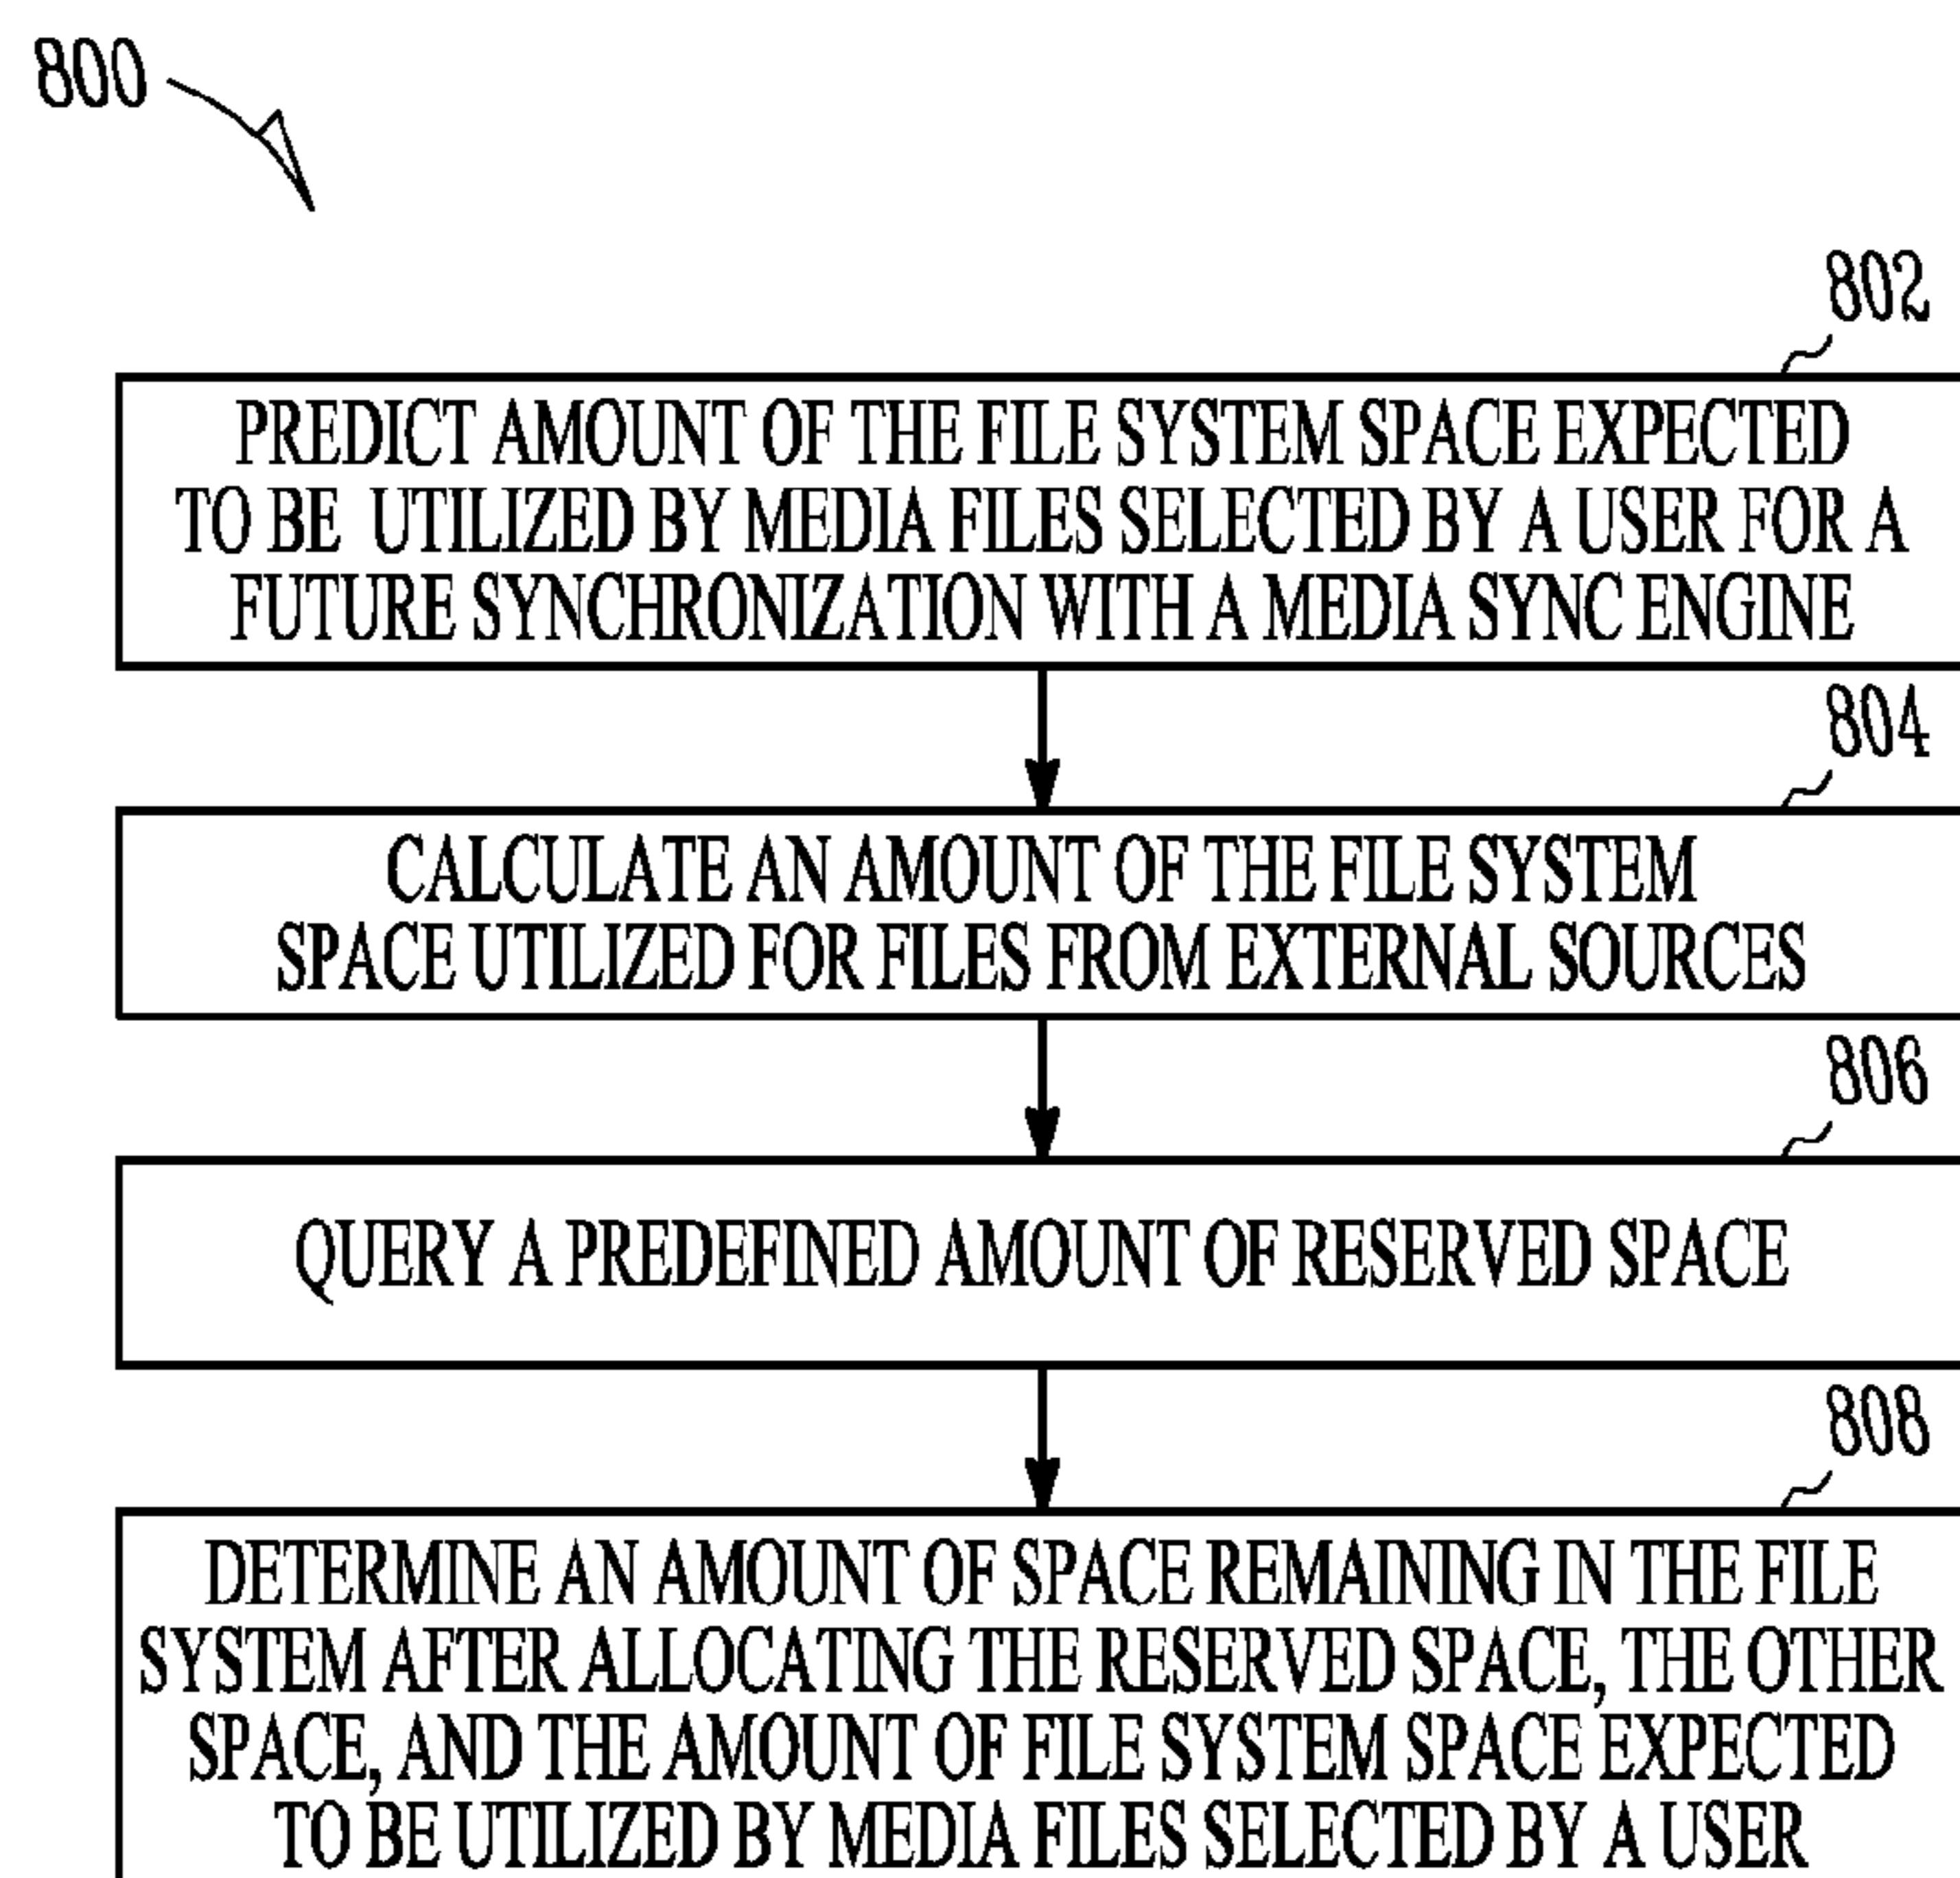 800
802
PREDICT AMOUNT OF THE FILE SYSTEM SPACE EXPECTED
TO BE UTILIZED BY MEDIA FILES SELECTED BY A USER FOR A
FUTURE SYNCHRONIZATION WITH A MEDIA SYNC ENGINE
804
CALCULATE AN AMOUNT OF THE FILE SYSTEM
SPACE UTILIZED FOR FILES FROM EXTERNAL SOURCES
806
QUERY A PREDEFINED AMOUNT OF RESERVED SPACE
808
DETERMINE AN AMOUNT OF SPACE REMAINING IN THE FILE
SYSTEM AFTER ALLOCATING THE RESERVED SPACE, THE OTHER
SPACE, AND THE AMOUNT OF FILE SYSTEM SPACE EXPECTED
TO BE UTILIZED BY MEDIA FILES SELECTED BY A USER